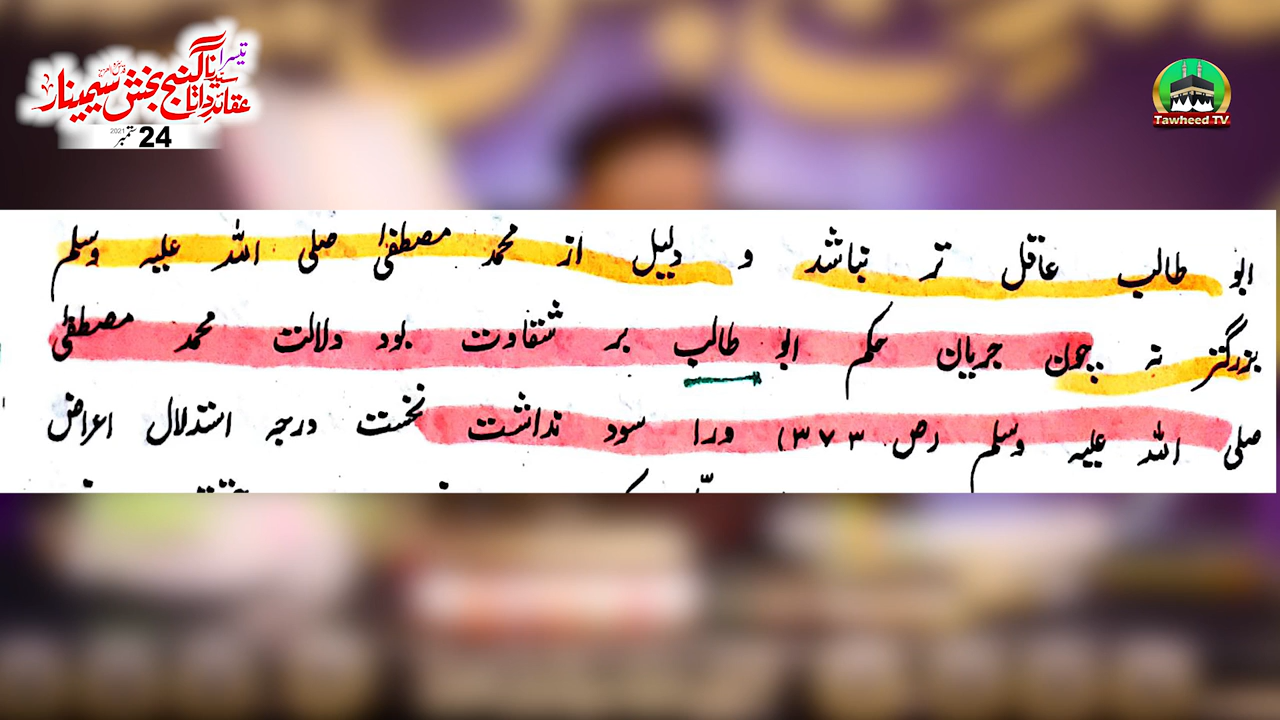 تیسرا
عقائدِ داتا گنج بخش سیمینار
24 ستمبر 2021
Tawheed TV
ابو طالب عاقل تر نباشد و دلیل از محمد مصطفیٰ صلی اللہ علیہ وسلم
بزرگتر نہ چون جریان حکم ابو طالب بر شقاوت بود دلالت محمد مصطفیٰ
صلی اللہ علیہ وسلم (ص ۳۷۳) ورا سود نداشت نخست درجہ استدلال اعراض